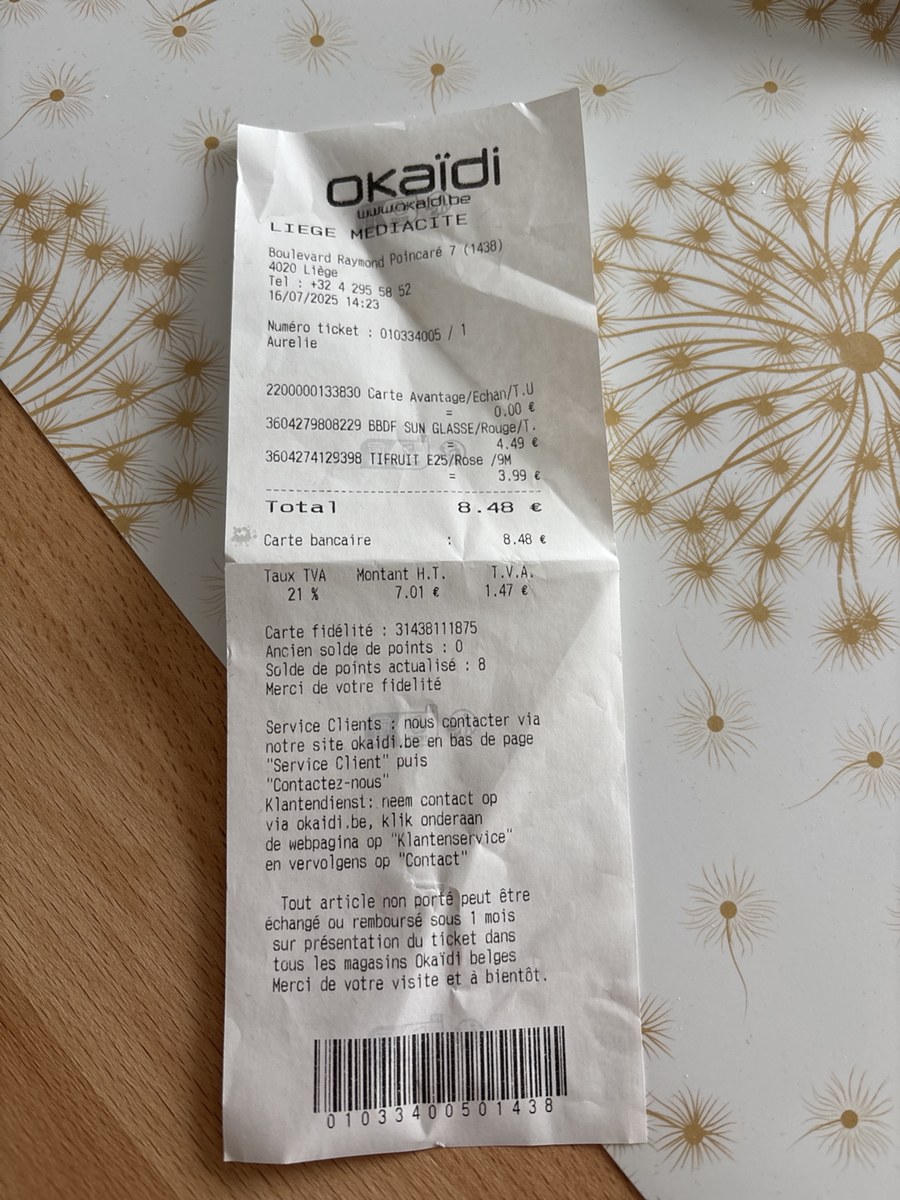 okaïdi
www.okaidi.be
LIEGE MEDIACITE
Boulevard Raymond Poincaré 7 (1438)
4020 Liège
Tel : +32 4 295 58 52
16/07/2025 14:23
Numéro ticket : 010334005 / 1
Aurelie
2200000133830 Carte Avantage/Echan/T.U
= 0.00 €
3604279808229 BBDF SUN GLASSE/Rouge/T.
= 4.49 €
3604274129398 TIFRUIT E25/Rose /9M
= 3.99 €
Total 8.48 €
Carte bancaire : 8.48 €
Taux TVA Montant H.T. T.V.A.
21 % 7.01 € 1.47 €
Carte fidélité : 31438111875
Ancien solde de points : 0
Solde de points actualisé : 8
Merci de votre fidelité
Service Clients : nous contacter via
notre site okaidi.be en bas de page
"Service Client" puis
"Contactez-nous"
Klantendienst: neem contact op
via okaidi.be, klik onderaan
de webpagina op "Klantenservice"
en vervolgens op "Contact"
Tout article non porté peut être
échangé ou remboursé sous 1 mois
sur présentation du ticket dans
tous les magasins Okaïdi belges
Merci de votre visite et à bientôt.
01033400501438